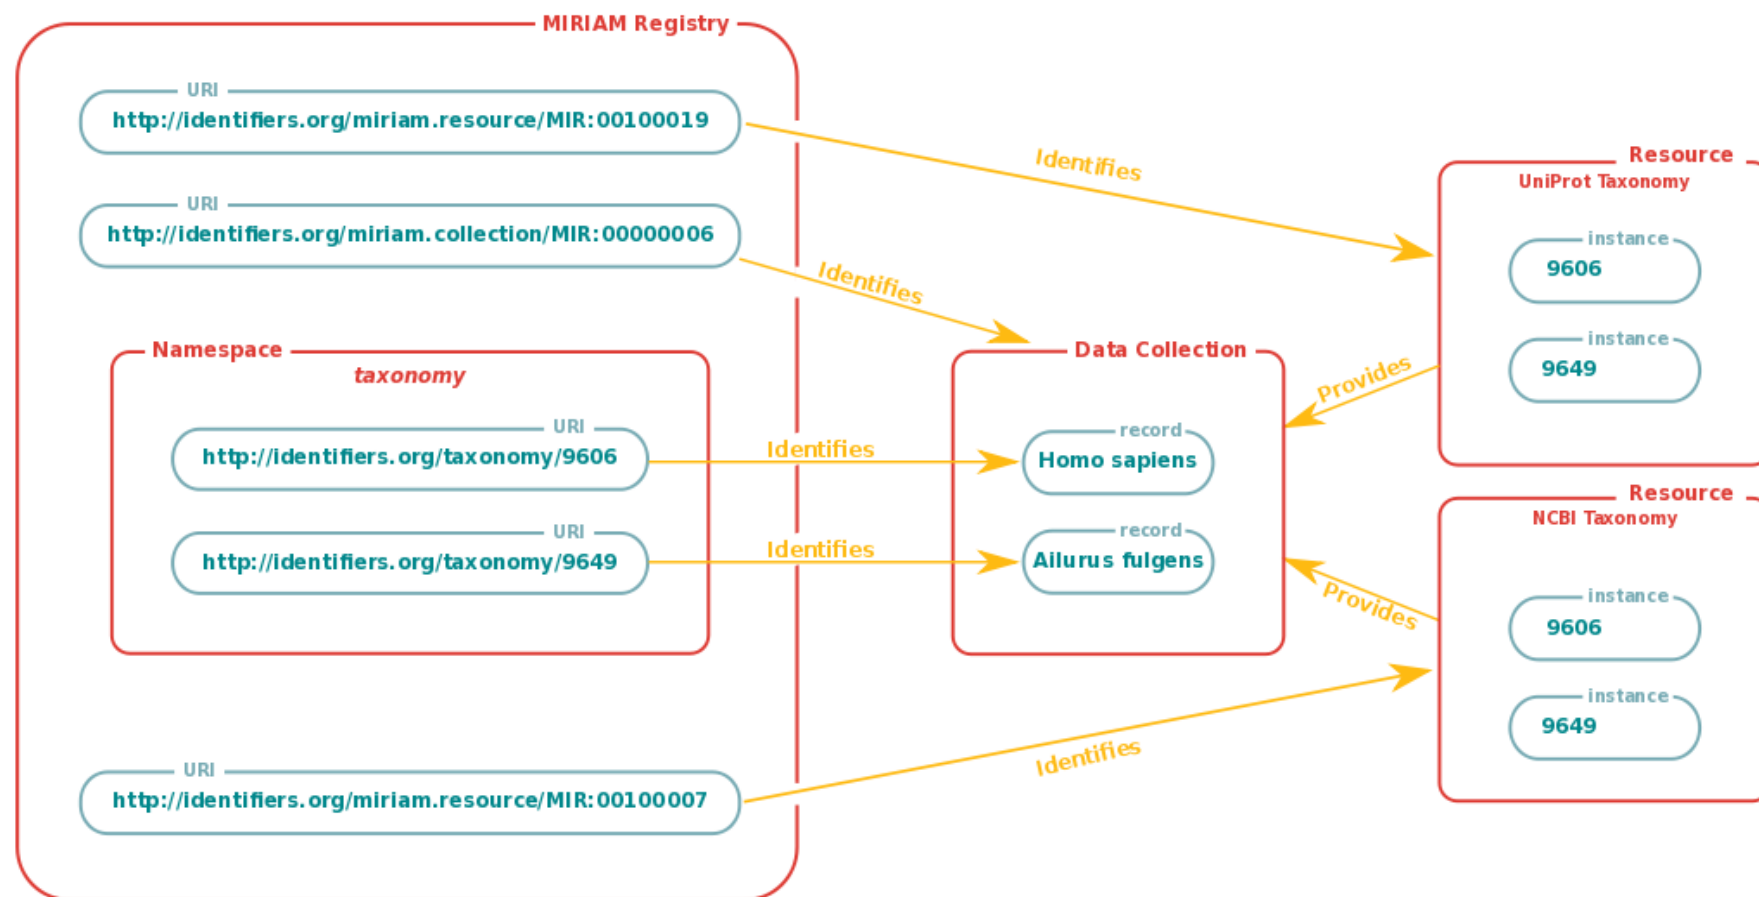 MIRIAM Registry
URI
http://identifiers.org/miriam.resource/MIR:00100019
URI
http://identifiers.org/miriam.collection/MIR:00000006
Namespace
taxonomy
URI
http://identifiers.org/taxonomy/9606
URI
http://identifiers.org/taxonomy/9649
URI
http://identifiers.org/miriam.resource/MIR:00100007
Identifies
Identifies
Identifies
Identifies
Identifies
Data Collection
record
Homo sapiens
record
Ailurus fulgens
Provides
Provides
Resource
UniProt Taxonomy
instance
9606
instance
9649
Resource
NCBI Taxonomy
instance
9606
instance
9649